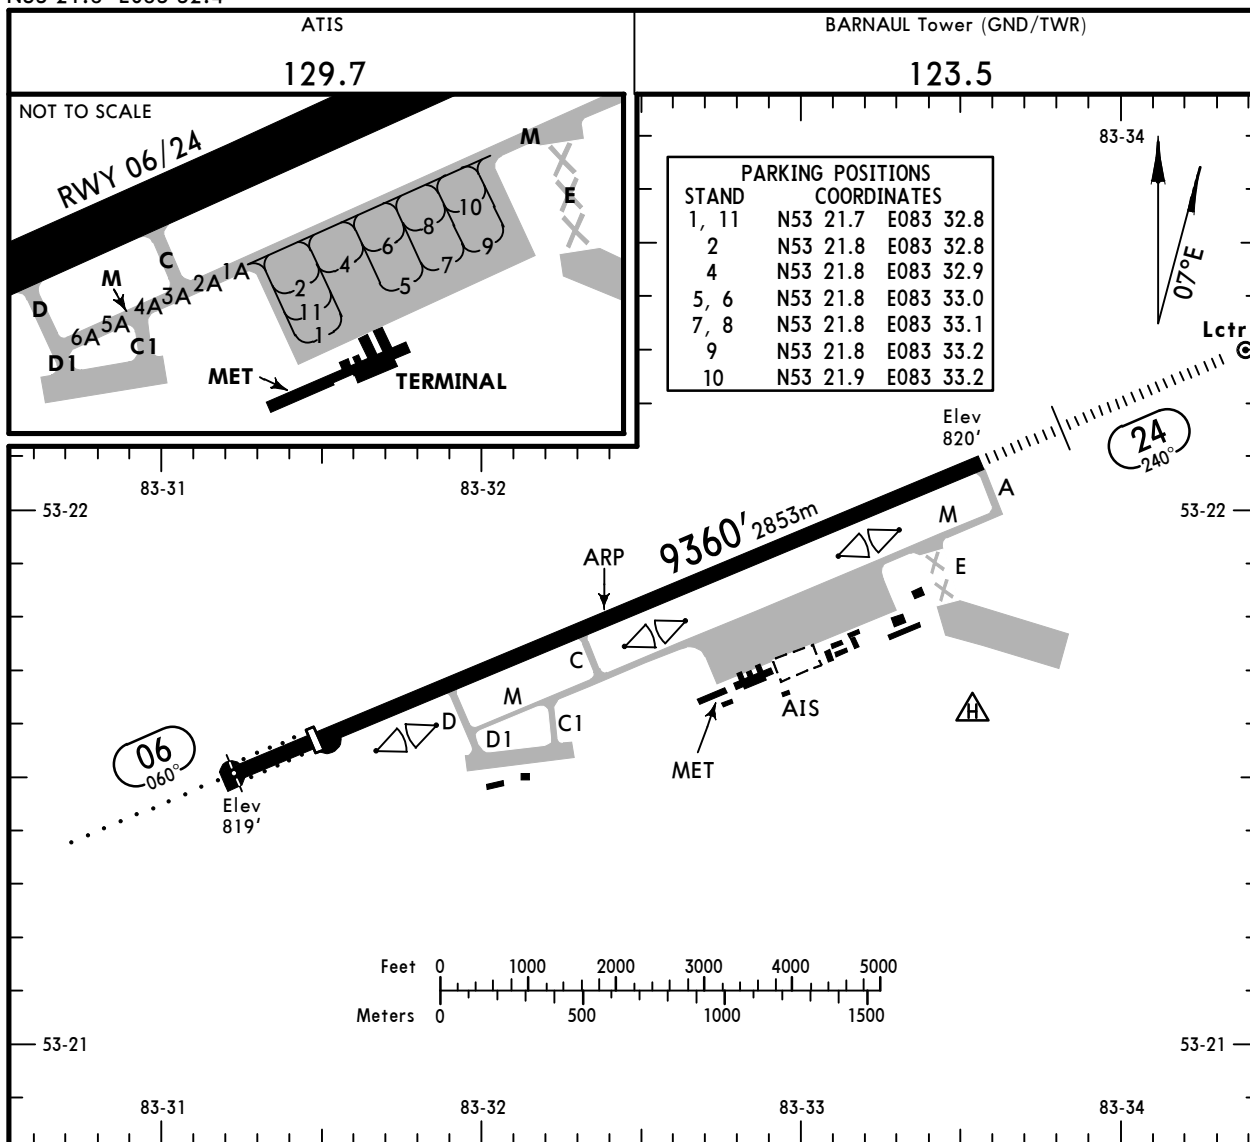 ATIS
129.7
BARNAUL Tower (GND/TWR)
123.5
NOT TO SCALE
RWY 06/24
M
E
C
M
D
D1
C1
6A
5A
4A
3A
2A
1A
2
11
1
4
6
5
8
7
10
9
MET
TERMINAL
PARKING POSITIONS
STAND COORDINATES
1, 11 N53 21.7 E083 32.8
2 N53 21.8 E083 32.8
4 N53 21.8 E083 32.9
5, 6 N53 21.8 E083 33.0
7, 8 N53 21.8 E083 33.1
9 N53 21.8 E083 33.2
10 N53 21.9 E083 33.2
83-34
07°E
Lctr
Elev
820'
24
240°
83-31
83-32
53-22
53-22
A
M
E
9360' 2853m
ARP
C
M
D
D1
C1
AIS
MET
H
06
060°
Elev
819'
Feet 0 1000 2000 3000 4000 5000
Meters 0 500 1000 1500
53-21
53-21
83-31
83-32
83-33
83-34